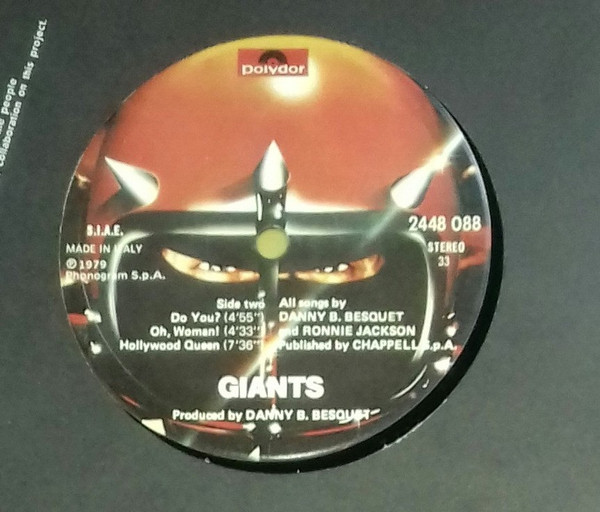 people
collaboration on this project.
polydor
S.I.A.E.
MADE IN ITALY
℗ 1979
Phonogram S.p.A.
2448 088
STEREO
33
Side two
Do You? (4'55")
Oh, Woman! (4'33")
Hollywood Queen (7'36")
All songs by
DANNY B. BESQUET
and RONNIE JACKSON
Published by CHAPPELL S.p.A.
GIANTS
Produced by DANNY B. BESQUET